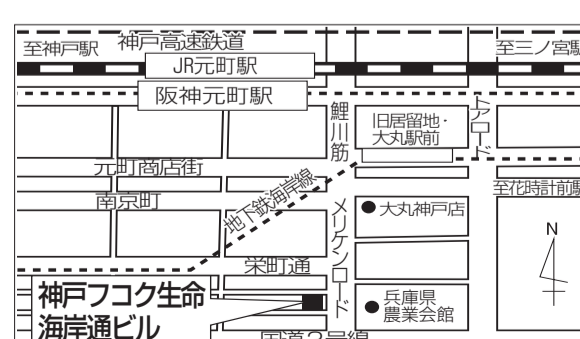 至神戸駅
神戸高速鉄道
至三ノ宮駅
JR元町駅
阪神元町駅
鯉川筋
旧居留地・
大丸駅前
トアロード
元町商店街
南京町
地下鉄海岸線
至花時計前駅
メリケンロード
●大丸神戸店
N
栄町通
神戸フコク生命
海岸通ビル
●兵庫県
農業会館
国道2号線